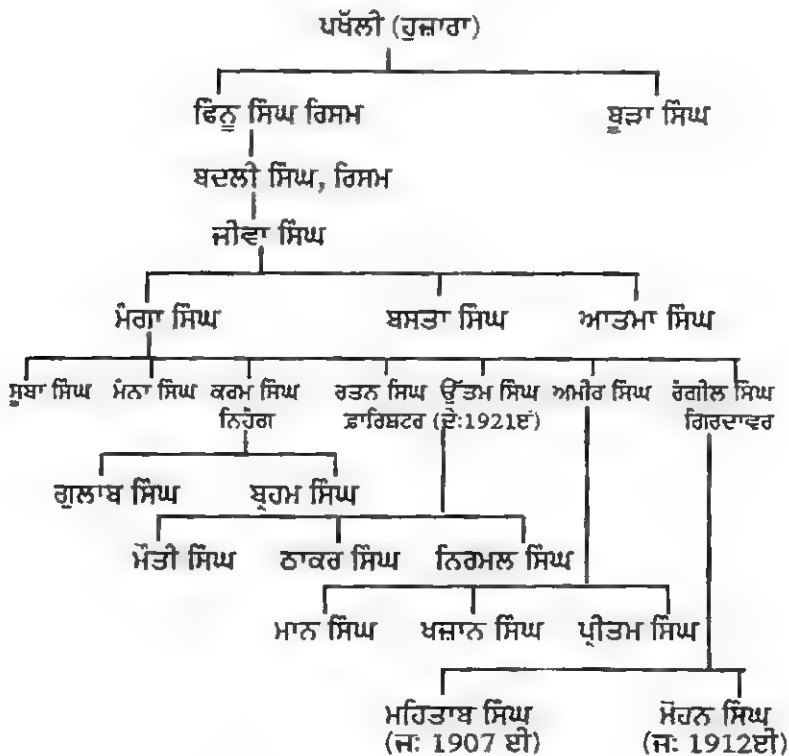 ਪਖੱਲੀ (ਹੁਜ਼ਾਰਾ)
ਫਿੰਨੂ ਸਿੰਘ ਰਿਸਮ ਬੂੜਾ ਸਿੰਘ
ਬਦਲੀ ਸਿੰਘ, ਰਿਸਮ
ਜੀਵਾ ਸਿੰਘ
ਮੰਗਾ ਸਿੰਘ ਬਸਤਾ ਸਿੰਘ ਆਤਮਾ ਸਿੰਘ
ਸੂਬਾ ਸਿੰਘ ਮੰਨਾ ਸਿੰਘ ਕਰਮ ਸਿੰਘ ਰਤਨ ਸਿੰਘ ਉੱਤਮ ਸਿੰਘ ਅਮੀਰ ਸਿੰਘ ਰੰਗੀਲ ਸਿੰਘ
ਨਿਹੰਗ ਫ਼ਾਰਿਸ਼ਟਰ (ਦੇ:1921ਈ) ਗਿਰਦਾਵਰ
ਗੁਲਾਬ ਸਿੰਘ ਬ੍ਰਹਮ ਸਿੰਘ
ਮੌਤੀ ਸਿੰਘ ਠਾਕਰ ਸਿੰਘ ਨਿਰਮਲ ਸਿੰਘ
ਮਾਨ ਸਿੰਘ ਖਜ਼ਾਨ ਸਿੰਘ ਪ੍ਰੀਤਮ ਸਿੰਘ
ਮਹਿਤਾਬ ਸਿੰਘ ਮੋਹਨ ਸਿੰਘ
(ਜ: 1907 ਈ) (ਜ: 1912ਈ)